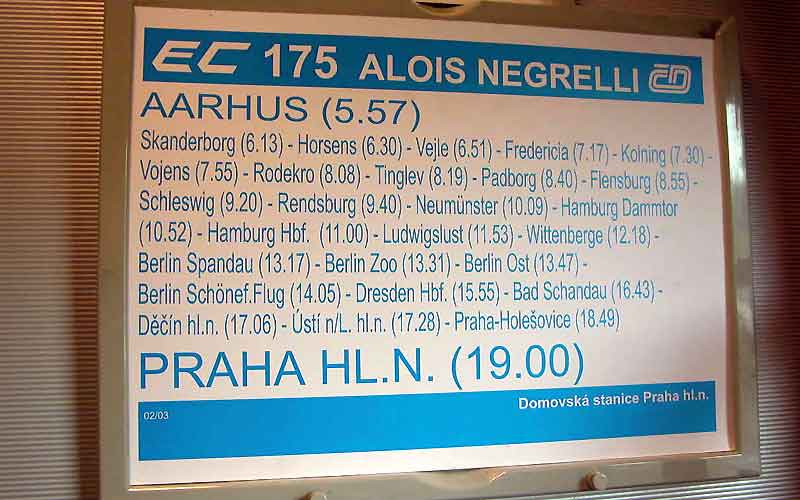 EC 175 ALOIS NEGRELLI ČD
AARHUS (5.57)
Skanderborg (6.13) - Horsens (6.30) - Vejle (6.51) - Fredericia (7.17) - Kolning (7.30) -
Vojens (7.55) - Rodekro (8.08) - Tinglev (8.19) - Padborg (8.40) - Flensburg (8.55) -
Schleswig (9.20) - Rendsburg (9.40) - Neumünster (10.09) - Hamburg Dammtor
(10.52) - Hamburg Hbf. (11.00) - Ludwigslust (11.53) - Wittenberge (12.18) -
Berlin Spandau (13.17) - Berlin Zoo (13.31) - Berlin Ost (13.47) -
Berlin Schönef.Flug (14.05) - Dresden Hbf. (15.55) - Bad Schandau (16.43) -
Děčín hl.n. (17.06) - Ústí n/L. hl.n. (17.28) - Praha-Holešovice (18.49)
PRAHA HL.N. (19.00)
Domovská stanice Praha hl.n.
02/03